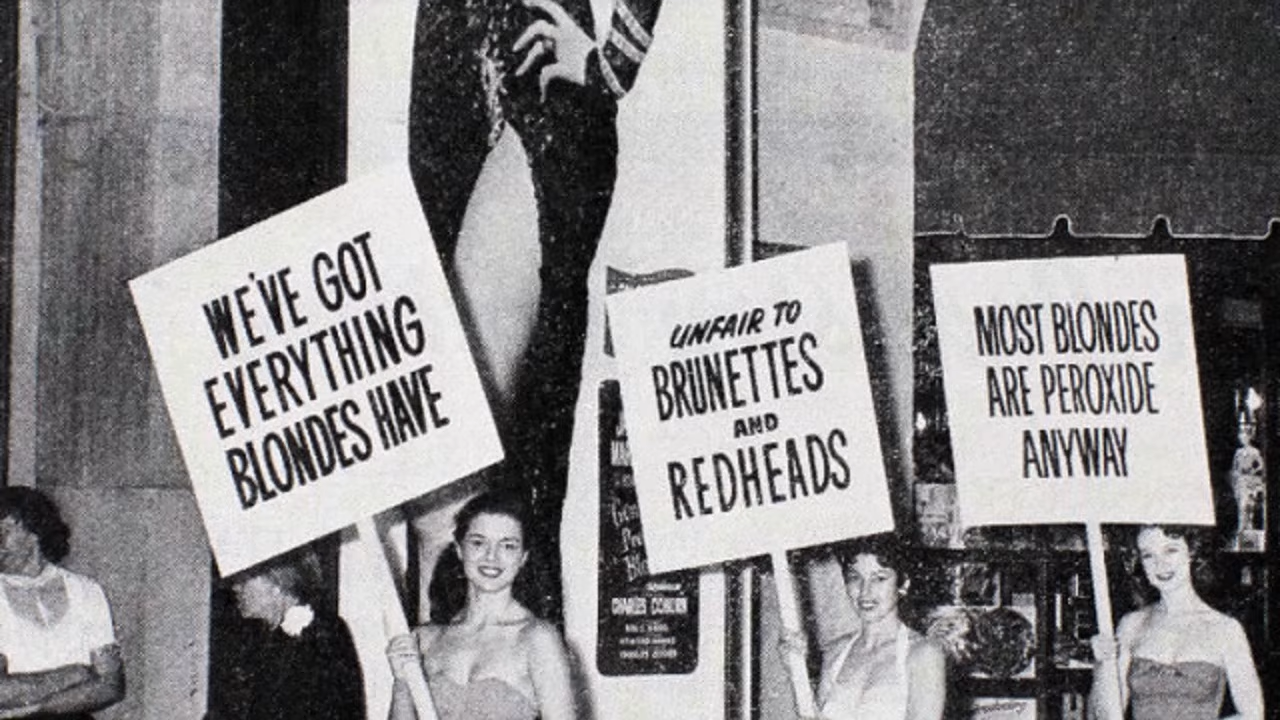 WE'VE GOT
EVERYTHING
BLONDES HAVE
UNFAIR TO
BRUNETTES
AND
REDHEADS
MOST BLONDES
ARE PEROXIDE
ANYWAY
CHARLES COBURN